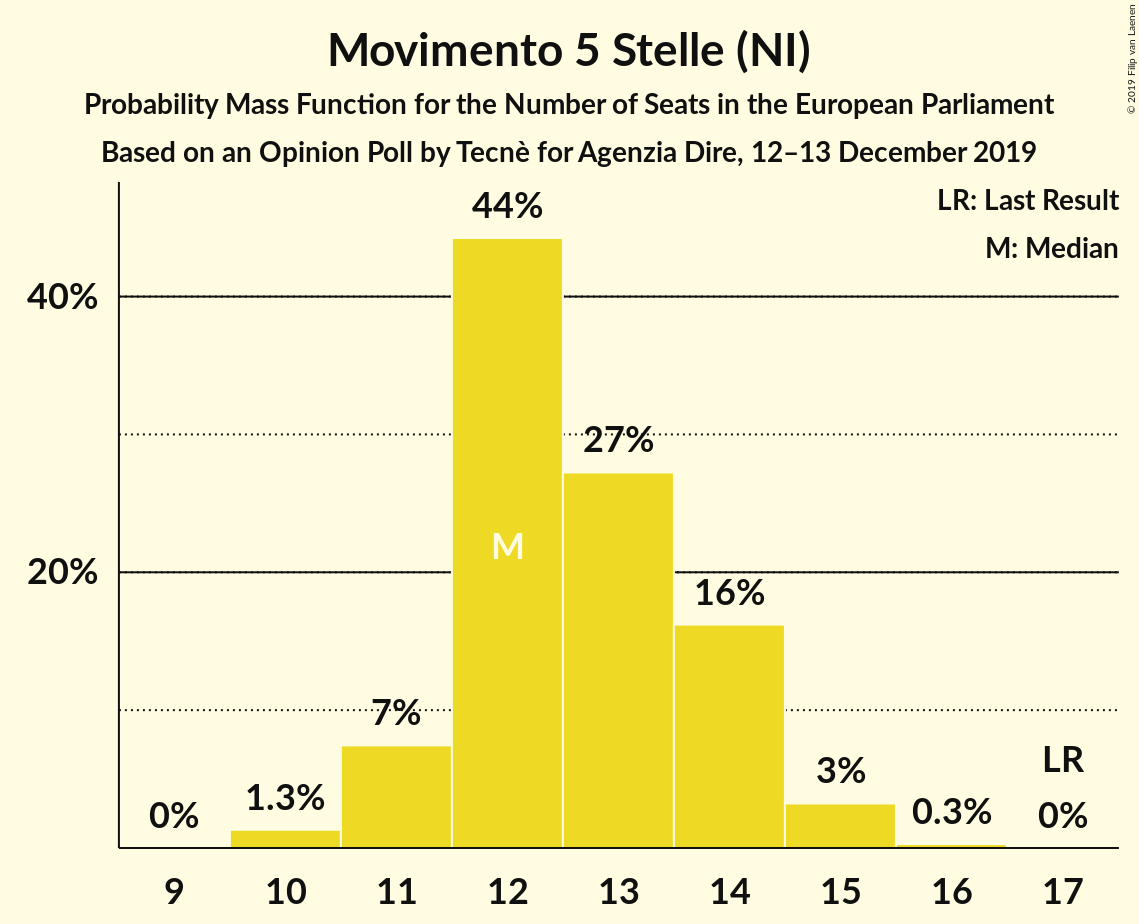 Movimento 5 Stelle (NI)
Probability Mass Function for the Number of Seats in the European Parliament
Based on an Opinion Poll by Tecnè for Agenzia Dire, 12–13 December 2019
© 2019 Filip van Laenen
LR: Last Result
M: Median
44%
40%
27%
M
20%
16%
7%
LR
3%
1.3%
0.3%
0%
0%
9 10 11 12 13 14 15 16 17